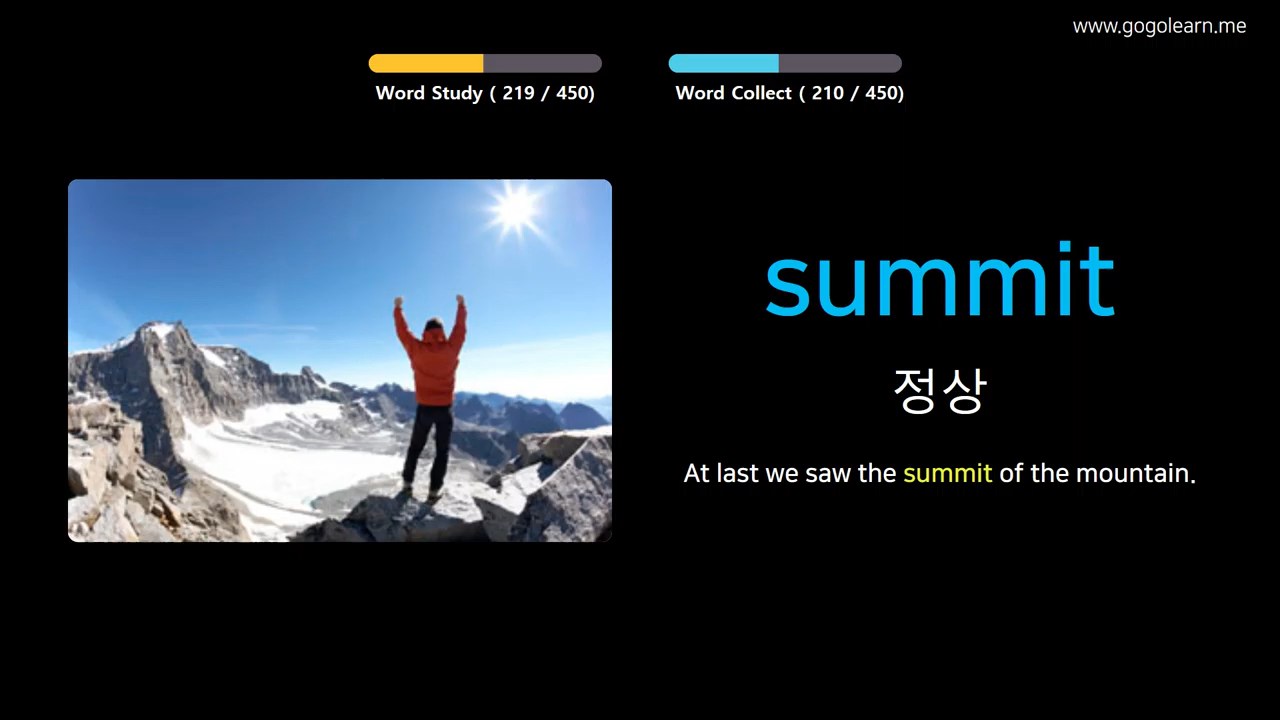 www.gogolearn.me
Word Study ( 219 / 450)
Word Collect ( 210 / 450)
summit
정상
At last we saw the summit of the mountain.